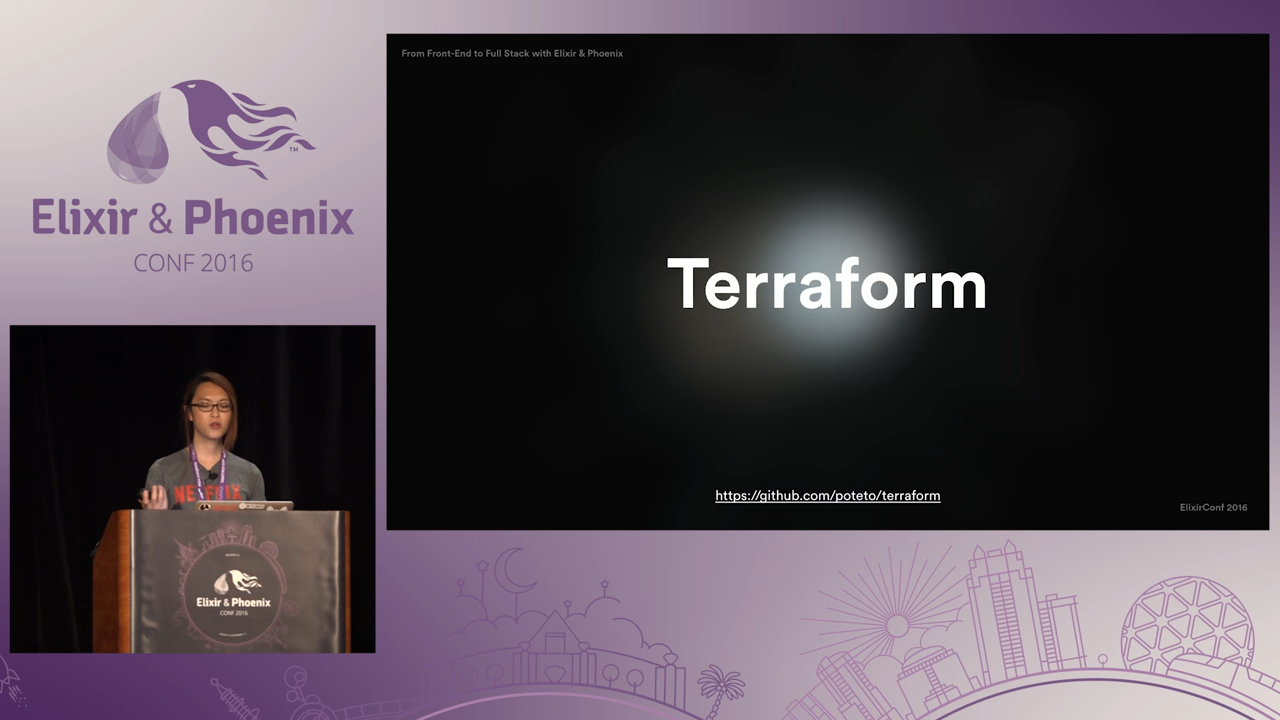 Elixir & Phoenix
CONF 2016
From Front-End to Full Stack with Elixir & Phoenix
Terraform
https://github.com/poteto/terraform
ElixirConf 2016
NETFLIX
Elixir & Phoenix
CONF 2016